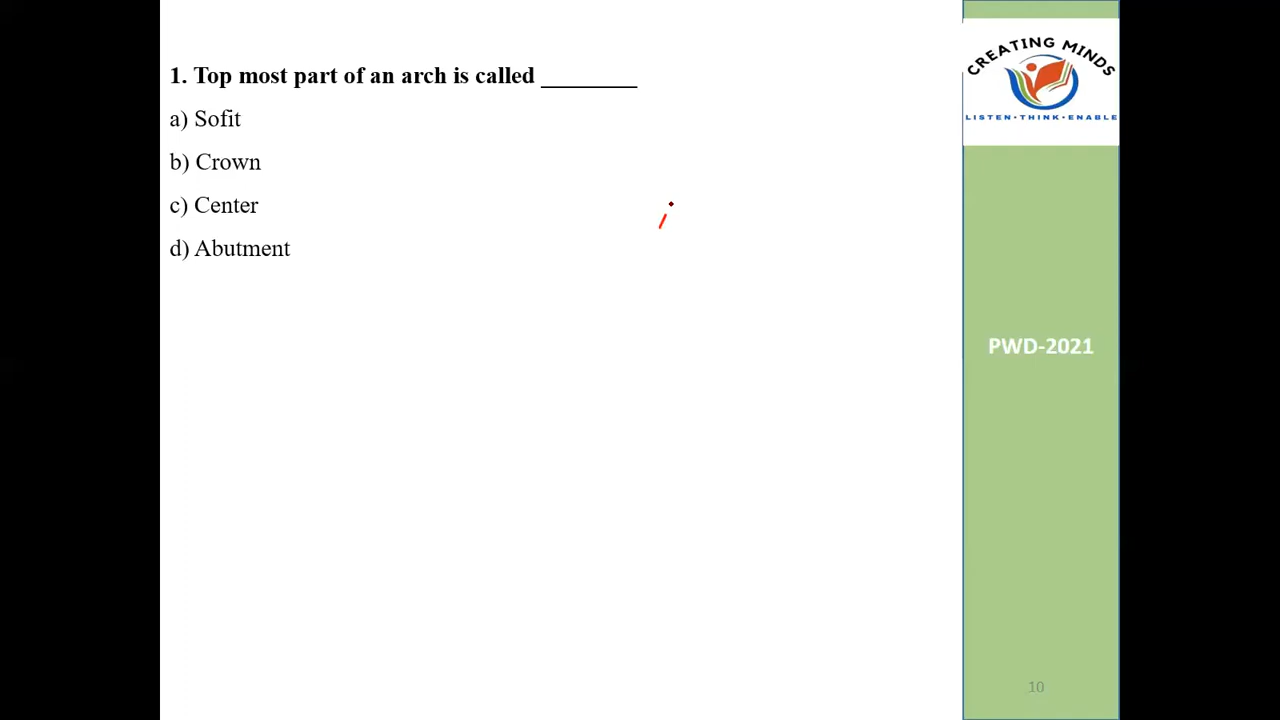 1. Top most part of an arch is called ________
a) Sofit
b) Crown
c) Center
d) Abutment
CREATING MINDS
LISTEN•THINK•ENABLE
PWD-2021
10